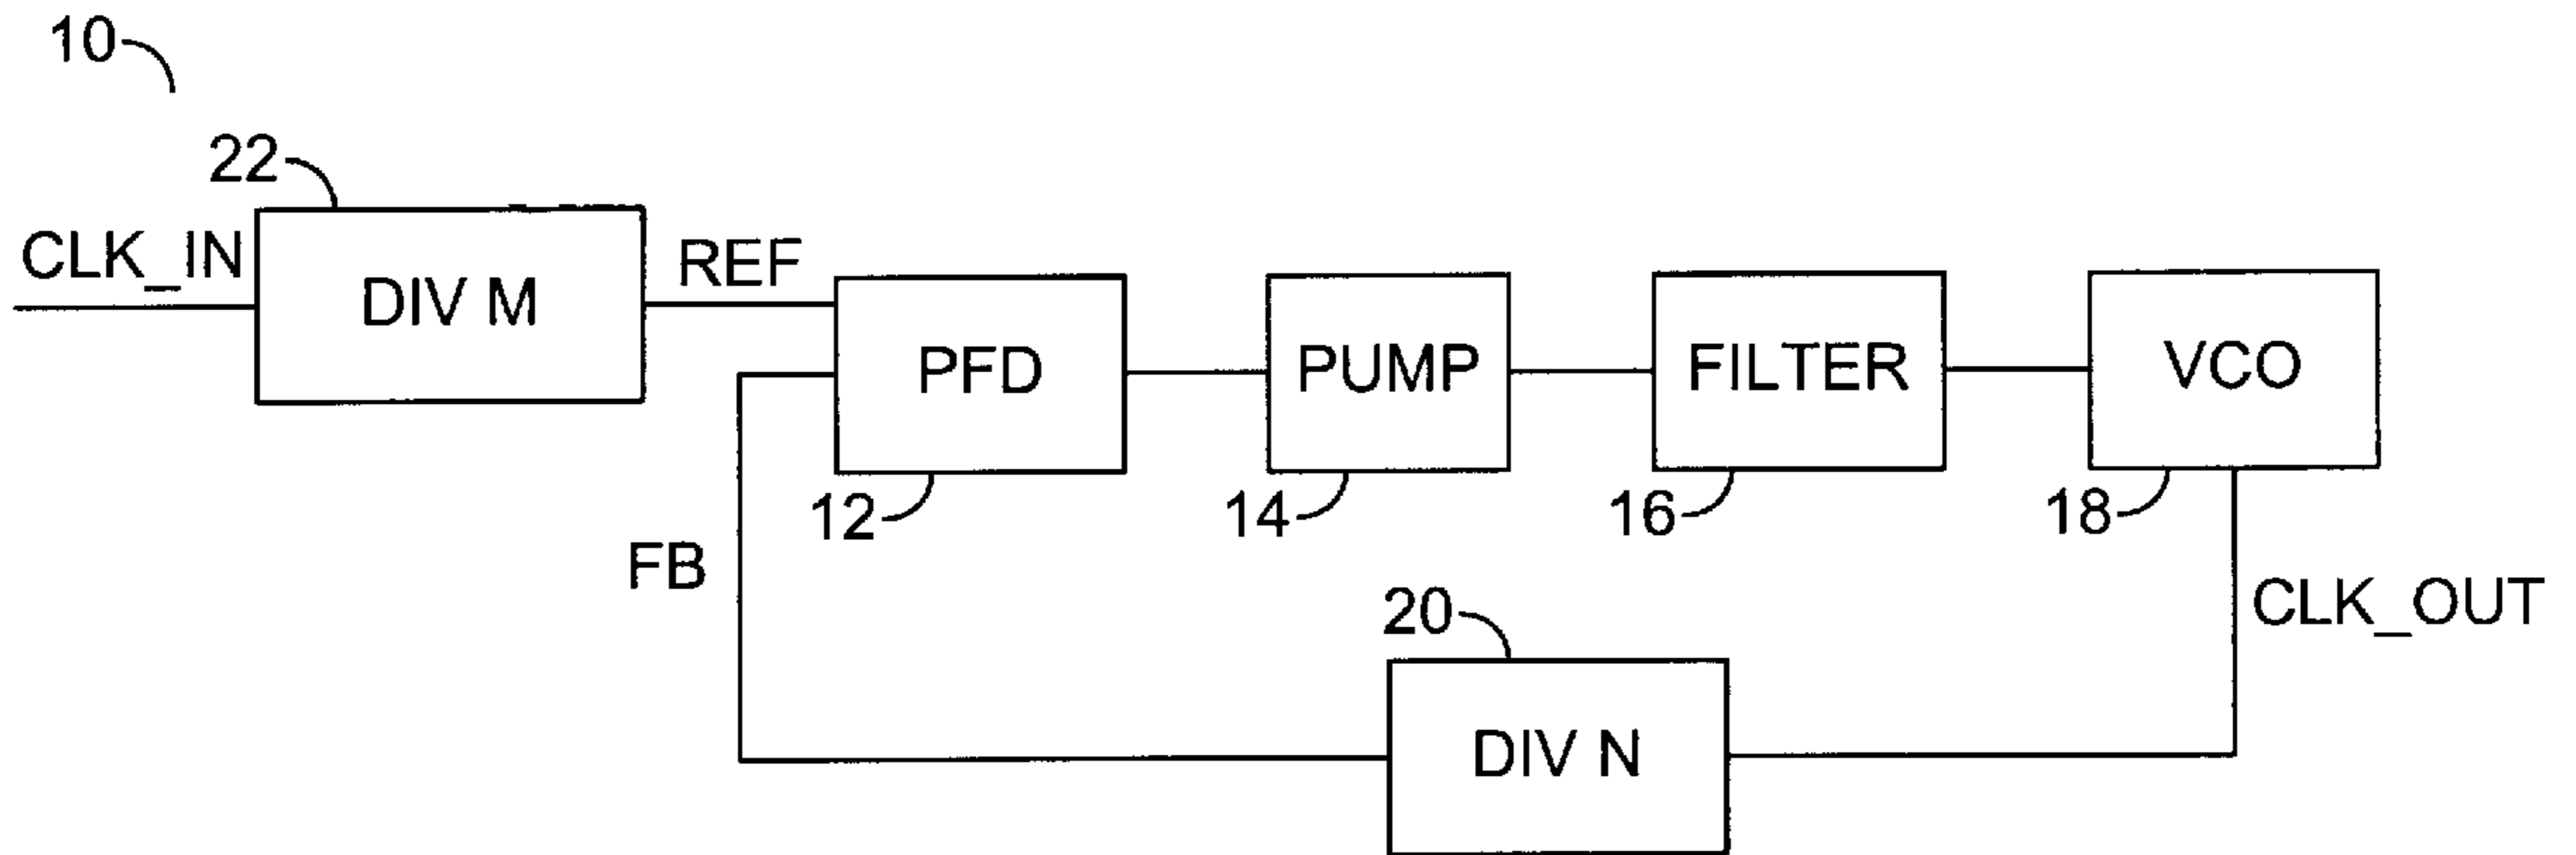 10
22
CLK_IN
DIV M
REF
PFD
PUMP
FILTER
VCO
12
14
16
18
FB
20
CLK_OUT
DIV N